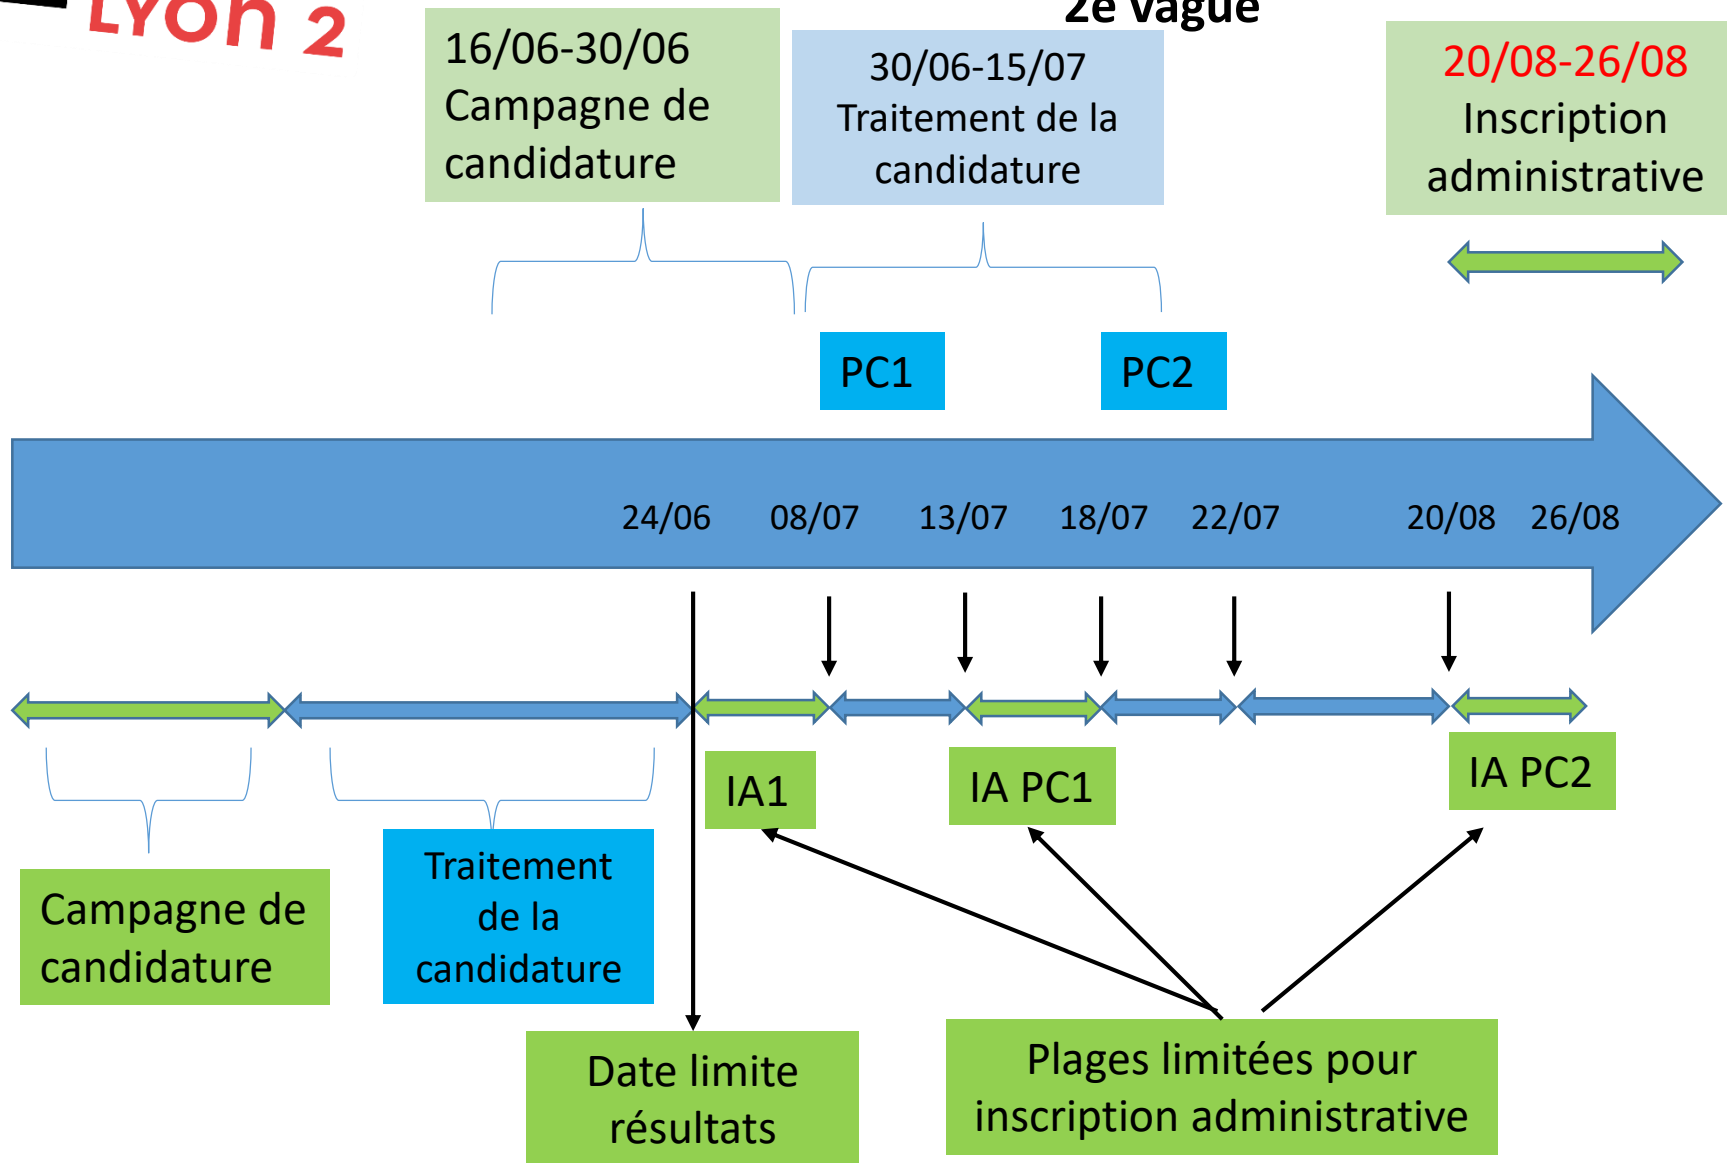 LYon 2
2e vague
16/06-30/06
Campagne de
candidature
30/06-15/07
Traitement de la
candidature
20/08-26/08
Inscription
administrative
PC1
PC2
24/06
08/07
13/07
18/07
22/07
20/08
26/08
IA1
IA PC1
IA PC2
Campagne de
candidature
Traitement
de la
candidature
Date limite
résultats
Plages limitées pour
inscription administrative